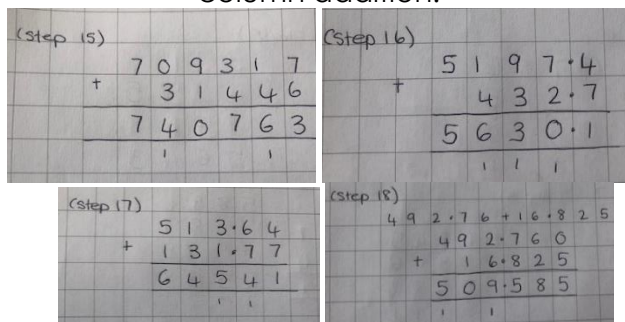 column addition.
(Step 15)
7 0 9 3 1 7
+ 3 1 4 4 6
7 4 0 7 6 3
1 1
(Step 16)
5 1 9 7 . 4
+ 4 3 2 . 7
5 6 3 0 . 1
1 1 1
(Step 17)
5 1 3 . 6 4
+ 1 3 1 . 7 7
6 4 5 4 1
1 1
(Step 18)
4 9 2 . 7 6 + 1 6 . 8 2 5
4 9 2 . 7 6 0
+ 1 6 . 8 2 5
5 0 9 . 5 8 5
1 1